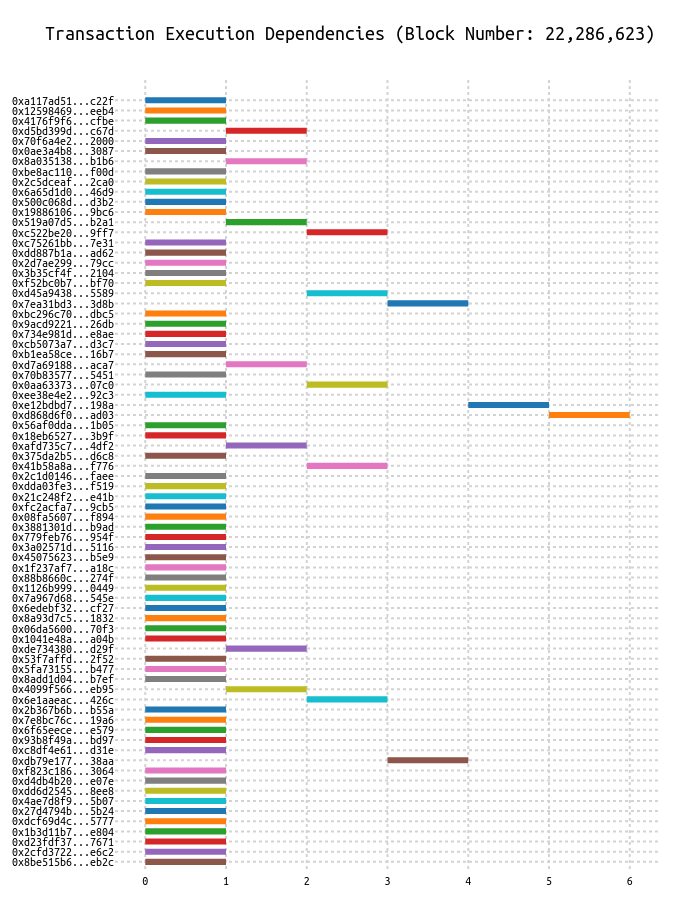 Transaction Execution Dependencies (Block Number: 22,286,623)
0xa117ad51...c22f
0x12598469...eeb4
0x4176f9f6...cfbe
0xd5bd399d...c67d
0x70f6a4e2...2000
0x0ae3a4b8...3087
0x8a035138...b1b6
0xbe8ac110...f00d
0x2c5dceaf...2ca0
0x6a65d1d0...46d9
0x500c068d...d3b2
0x19886106...9bc6
0x519a07d5...b2a1
0xc522be20...9ff7
0xc75261bb...7e31
0xdd887b1a...ad62
0x2d7ae299...79cc
0x3b35cf4f...2104
0xf52bc0b7...bf70
0xd45a9438...5589
0x7ea31bd3...3d8b
0xbc296c70...dbc5
0x9acd9221...26db
0x734e981d...e8ae
0xcb5073a7...d3c7
0xb1ea58ce...16b7
0xd7a69188...aca7
0x70b83577...5451
0x0aa63373...07c0
0xee38e4e2...92c3
0xe12bdbd7...198a
0xd868d6f0...ad03
0x56af0dda...1b05
0x18eb6527...3b9f
0xafd735c7...4df2
0x375da2b5...d6c8
0x41b58a8a...f776
0x2c1d0146...faee
0xdda03fe3...f519
0x21c248f2...e41b
0xfc2acfa7...9cb5
0x08fa5607...f894
0x3881301d...b9ad
0x779feb76...954f
0x3a02571d...5116
0x45075623...b5e9
0x1f237af7...a18c
0x88b8660c...274f
0x1126b999...0449
0x7a967d68...545e
0x6edebf32...cf27
0x8a93d7c5...1832
0x06da5600...70f3
0x1041e48a...a04b
0xde734380...d29f
0x53f7affd...2f52
0x5fa73155...b477
0x8add1d04...b7ef
0x4099f566...eb95
0x6e1aaeac...426c
0x2b367b6b...b55a
0x7e8bc76c...19a6
0x6f65eece...e579
0x93b8f49a...bd97
0xc8df4e61...d31e
0xdb79e177...38aa
0xf823c186...3064
0xd4db4b20...e07e
0xdd6d2545...8ee8
0x4ae7d8f9...5b07
0x27d4794b...5b24
0xdcf69d4c...5777
0x1b3d11b7...e804
0xd23fdf37...7671
0x2cfd3722...e6c2
0x8be515b6...eb2c
0 1 2 3 4 5 6